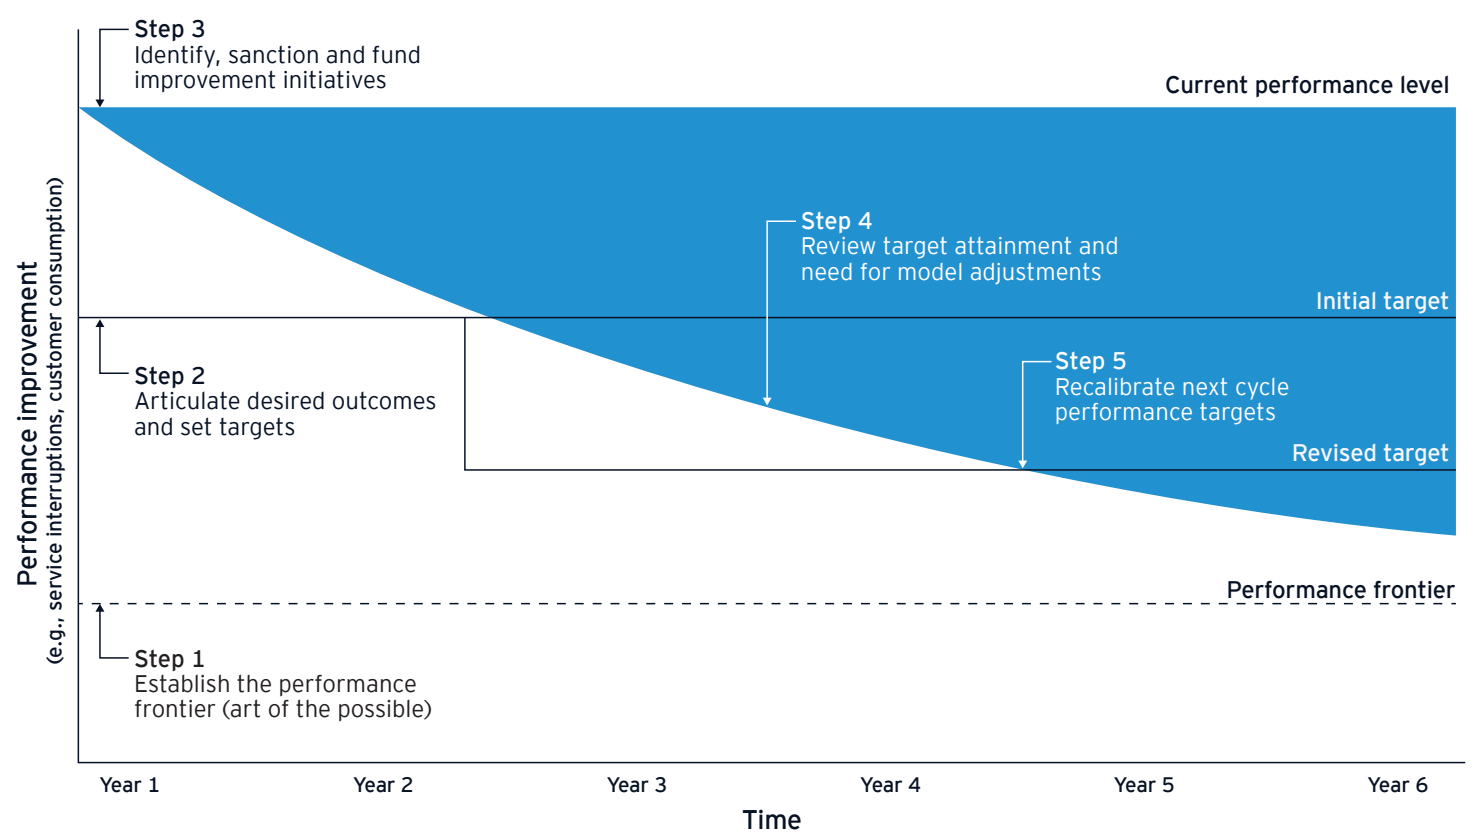 Step 3
Identify, sanction and fund
improvement initiatives
Current performance level
Step 4
Review target attainment and
need for model adjustments
Initial target
Step 2
Articulate desired outcomes
and set targets
Step 5
Recalibrate next cycle
performance targets
Revised target
Performance frontier
Step 1
Establish the performance
frontier (art of the possible)
Performance improvement
(e.g., service interruptions, customer consumption)
Year 1
Year 2
Year 3
Year 4
Year 5
Year 6
Time